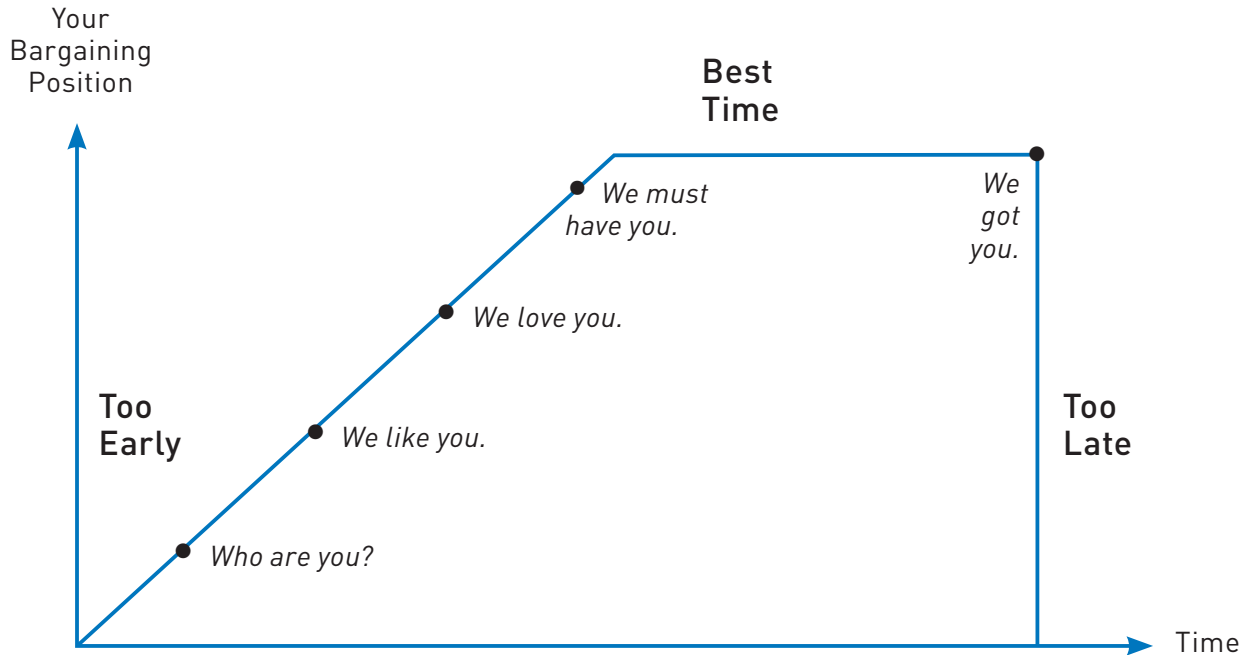 Your
Bargaining
Position
Best
Time
We must
have you.
We
got
you.
We love you.
Too
Early
We like you.
Too
Late
Who are you?
Time